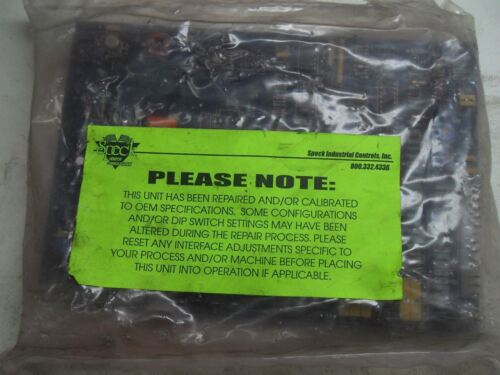 Speck Industrial Controls, Inc.
800.332.4336
PLEASE NOTE:
THIS UNIT HAS BEEN REPAIRED AND/OR CALIBRATED
TO OEM SPECIFICATIONS. SOME CONFIGURATIONS
AND/OR DIP SWITCH SETTINGS MAY HAVE BEEN
ALTERED DURING THE REPAIR PROCESS. PLEASE
RESET ANY INTERFACE ADJUSTMENTS SPECIFIC TO
YOUR PROCESS AND/OR MACHINE BEFORE PLACING
THIS UNIT INTO OPERATION IF APPLICABLE.